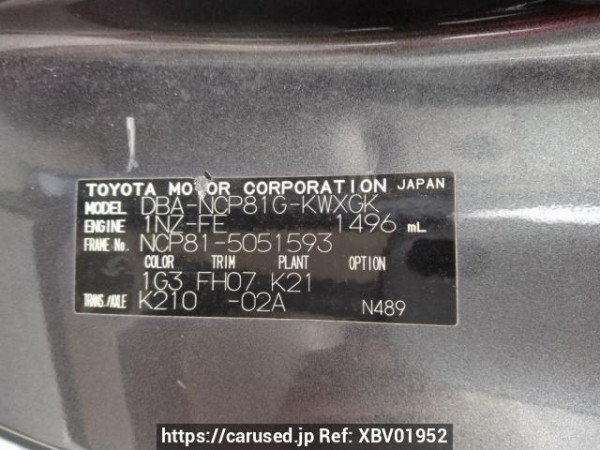 TOYOTA MOTOR CORPORATION JAPAN
MODEL DBA-NCP81G-KWXGK
ENGINE 1NZ-FE 1496 mL
FRAME No. NCP81-5051593
COLOR TRIM PLANT OPTION
1G3 FH07 K21
TRANS./AXLE K210 -02A N489
https://carused.jp Ref: XBV01952